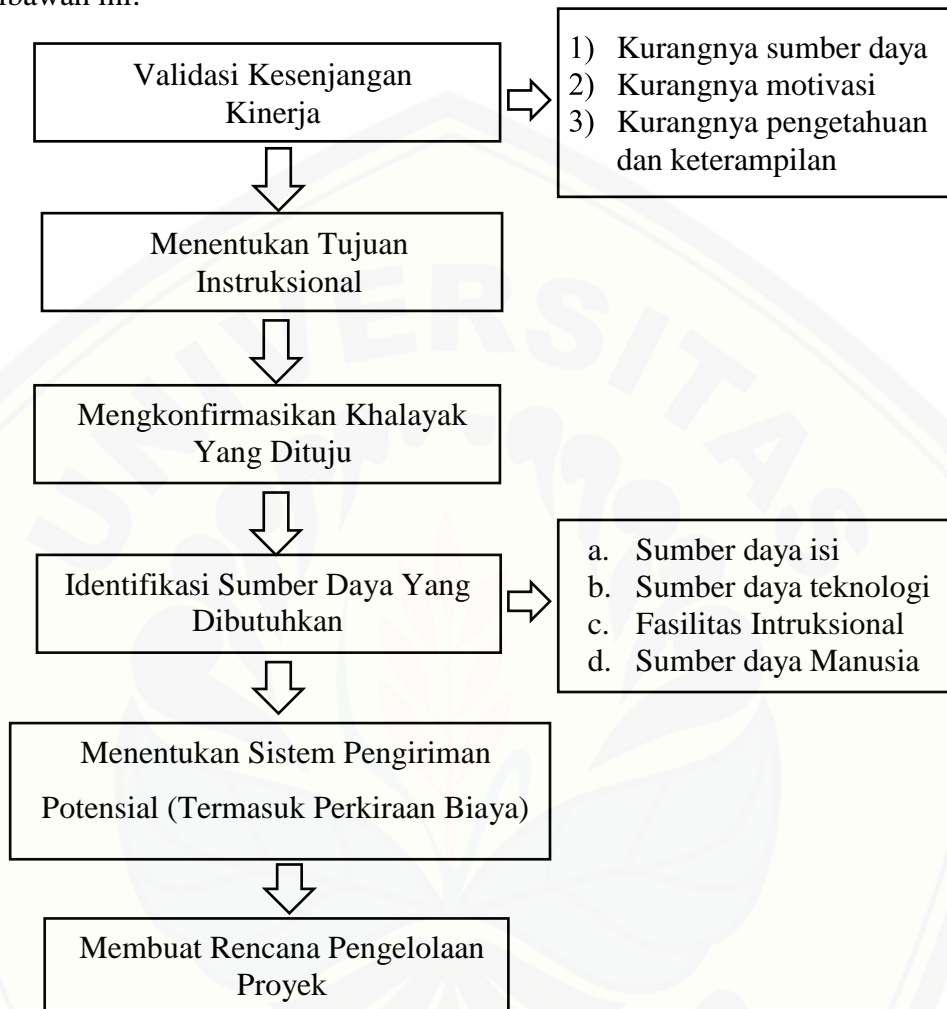 Validasi Kesenjangan
Kinerja
1) Kurangnya sumber daya
2) Kurangnya motivasi
3) Kurangnya pengetahuan
dan keterampilan
Menentukan Tujuan
Instruksional
Mengkonfirmasikan Khalayak
Yang Dituju
Identifikasi Sumber Daya Yang
Dibutuhkan
a. Sumber daya isi
b. Sumber daya teknologi
c. Fasilitas Intruksional
d. Sumber daya Manusia
Menentukan Sistem Pengiriman
Potensial (Termasuk Perkiraan Biaya)
Membuat Rencana Pengelolaan
Proyek
UNIVERSITAS